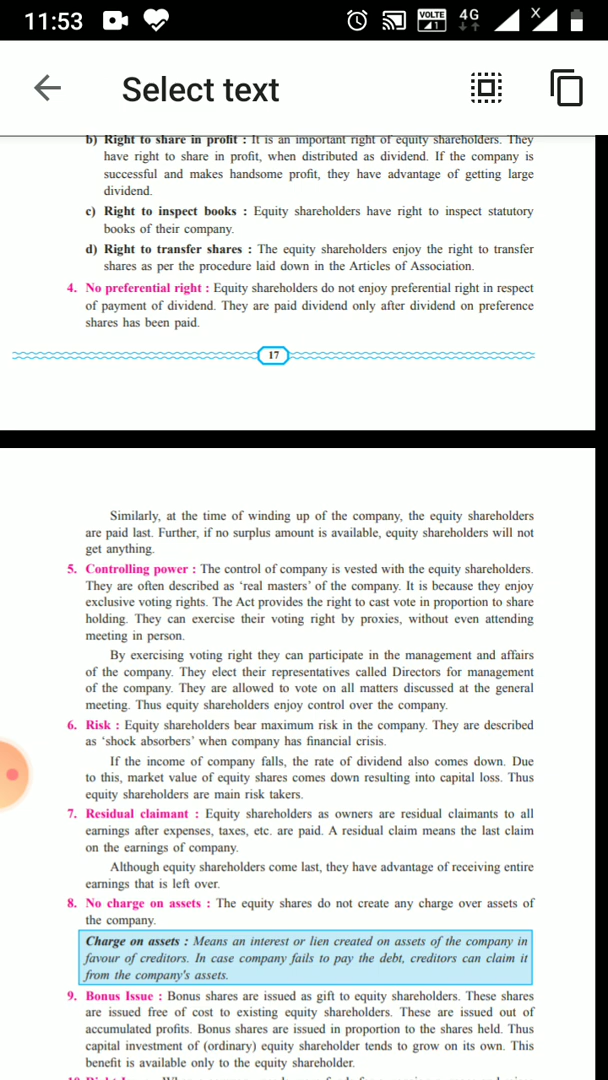 11:53
VOLTE
1
4G
X
Select text
b) Right to share in profit : It is an important right of equity shareholders. They
have right to share in profit, when distributed as dividend. If the company is
successful and makes handsome profit, they have advantage of getting large
dividend.
c) Right to inspect books : Equity shareholders have right to inspect statutory
books of their company.
d) Right to transfer shares : The equity shareholders enjoy the right to transfer
shares as per the procedure laid down in the Articles of Association.
4. No preferential right : Equity shareholders do not enjoy preferential right in respect
of payment of dividend. They are paid dividend only after dividend on preference
shares has been paid.
17
Similarly, at the time of winding up of the company, the equity shareholders
are paid last. Further, if no surplus amount is available, equity shareholders will not
get anything.
5. Controlling power : The control of company is vested with the equity shareholders.
They are often described as ‘real masters’ of the company. It is because they enjoy
exclusive voting rights. The Act provides the right to cast vote in proportion to share
holding. They can exercise their voting right by proxies, without even attending
meeting in person.
By exercising voting right they can participate in the management and affairs
of the company. They elect their representatives called Directors for management
of the company. They are allowed to vote on all matters discussed at the general
meeting. Thus equity shareholders enjoy control over the company.
6. Risk : Equity shareholders bear maximum risk in the company. They are described
as ‘shock absorbers’ when company has financial crisis.
If the income of company falls, the rate of dividend also comes down. Due
to this, market value of equity shares comes down resulting into capital loss. Thus
equity shareholders are main risk takers.
7. Residual claimant : Equity shareholders as owners are residual claimants to all
earnings after expenses, taxes, etc. are paid. A residual claim means the last claim
on the earnings of company.
Although equity shareholders come last, they have advantage of receiving entire
earnings that is left over.
8. No charge on assets : The equity shares do not create any charge over assets of
the company.
Charge on assets : Means an interest or lien created on assets of the company in
favour of creditors. In case company fails to pay the debt, creditors can claim it
from the company's assets.
9. Bonus Issue : Bonus shares are issued as gift to equity shareholders. These shares
are issued free of cost to existing equity shareholders. These are issued out of
accumulated profits. Bonus shares are issued in proportion to the shares held. Thus
capital investment of (ordinary) equity shareholder tends to grow on its own. This
benefit is available only to the equity shareholder.